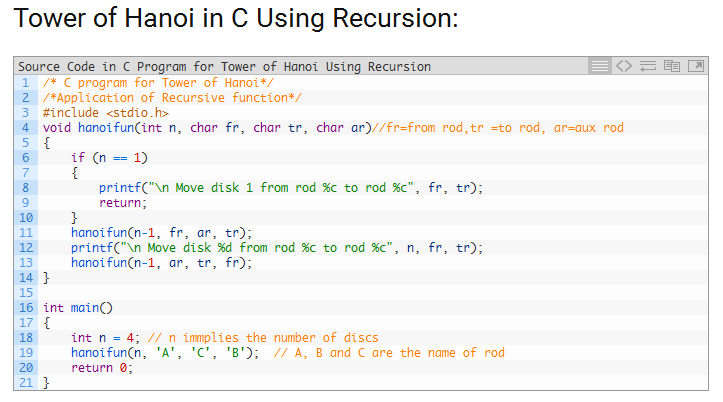 Tower of Hanoi in C Using Recursion:
Source Code in C Program for Tower of Hanoi Using Recursion
1 /* C program for Tower of Hanoi*/
2 /*Application of Recursive function*/
3 #include <stdio.h>
4 void hanoifun(int n, char fr, char tr, char ar)//fr=from rod,tr =to rod, ar=aux rod
5 {
6     if (n == 1)
7     {
8         printf("\n Move disk 1 from rod %c to rod %c", fr, tr);
9         return;
10     }
11     hanoifun(n-1, fr, ar, tr);
12     printf("\n Move disk %d from rod %c to rod %c", n, fr, tr);
13     hanoifun(n-1, ar, tr, fr);
14 }
15
16 int main()
17 {
18     int n = 4; // n immplies the number of discs
19     hanoifun(n, 'A', 'C', 'B');  // A, B and C are the name of rod
20     return 0;
21 }